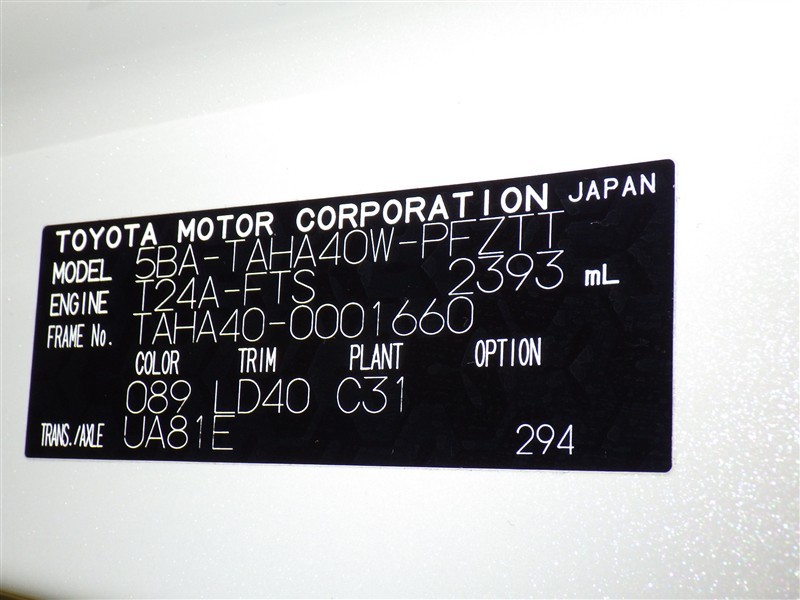 TOYOTA MOTOR CORPORATION JAPAN
MODEL 5BA-TAHA40W-PFZTT
ENGINE T24A-FTS 2393 mL
FRAME No. TAHA40-0001660
COLOR TRIM PLANT OPTION
089 LD40 C31
TRANS./AXLE UA81E 294